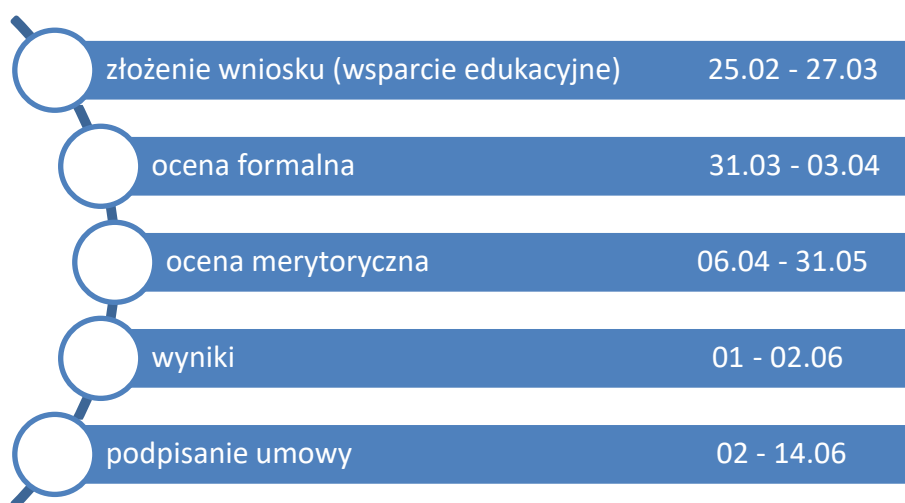 złożenie wniosku (wsparcie edukacyjne) 25.02 - 27.03
ocena formalna 31.03 - 03.04
ocena merytoryczna 06.04 - 31.05
wyniki 01 - 02.06
podpisanie umowy 02 - 14.06